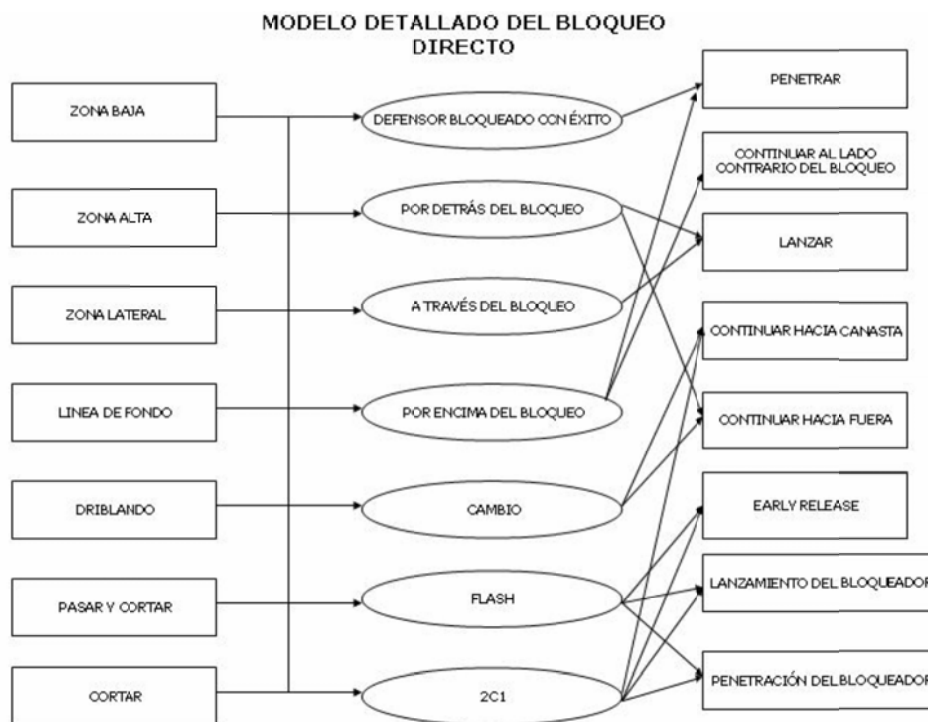 MODELO DETALLADO DEL BLOQUEO
DIRECTO
ZONA BAJA
ZONA ALTA
ZONA LATERAL
LINEA DE FONDO
DRIBLANDO
PASAR Y CORTAR
CORTAR
DEFENSOR BLOQUEADO CON ÉXITO
POR DETRÁS DEL BLOQUEO
A TRAVÉS DEL BLOQUEO
POR ENCIMA DEL BLOQUEO
CAMBIO
FLASH
2C1
PENETRAR
CONTINUAR AL LADO
CONTRARIO DEL BLOQUEO
LANZAR
CONTINUAR HACIA CANASTA
CONTINUAR HACIA FUERA
EARLY RELEASE
LANZAMIENTO DEL BLOQUEADOR
PENETRACIÓN DEL BLOQUEADOR